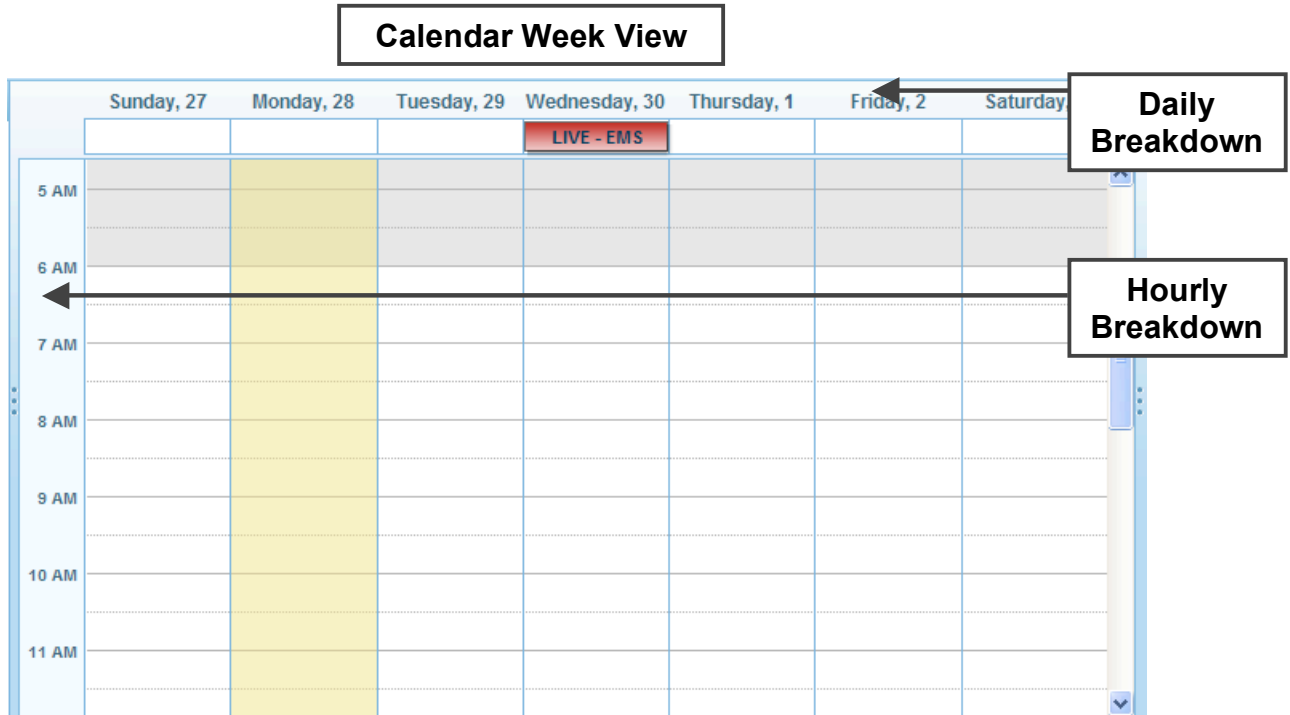 Calendar Week View
Sunday, 27 Monday, 28 Tuesday, 29 Wednesday, 30 Thursday, 1 Friday, 2 Saturday,
Daily
Breakdown
LIVE - EMS
5 AM
6 AM
Hourly
Breakdown
7 AM
8 AM
9 AM
10 AM
11 AM